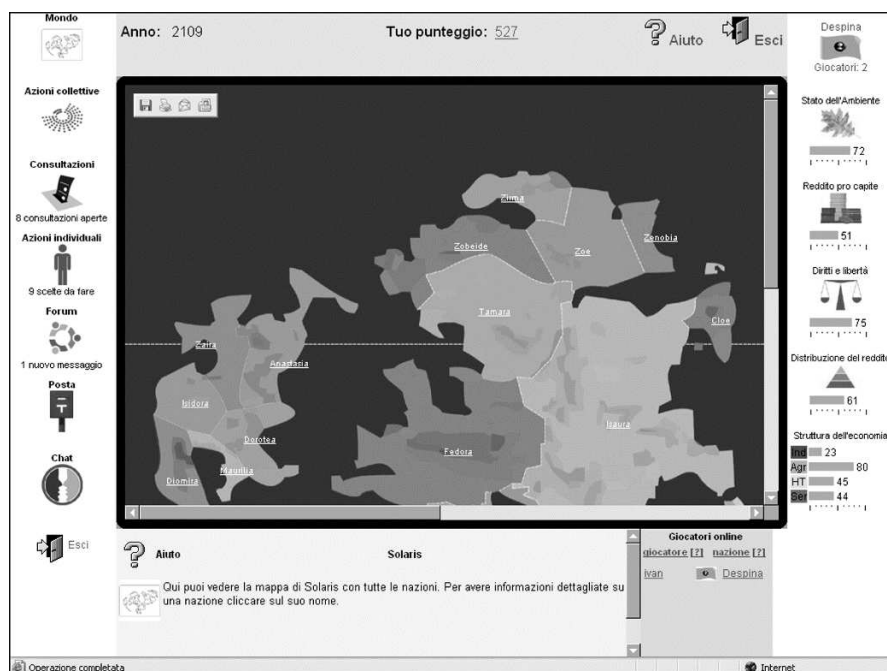 Mondo
Anno: 2109
Tuo punteggio: 527
Aiuto
Esci
Despina
Giocatori: 2
Azioni collettive
Consultazioni
8 consultazioni aperte
Azioni individuali
9 scelte da fare
Forum
1 nuovo messaggio
Posta
Chat
Esci
Zirma
Zobeide
Zoe
Zenobia
Tamara
Cloe
Zaira
Anastasia
Isidora
Dorotea
Maurilia
Diomira
Fedora
Isaura
Stato dell'Ambiente
72
Reddito pro capite
51
Diritti e libertà
75
Distribuzione del reddito
61
Struttura dell'economia
Ind 23
Agr 80
HT 45
Ser 44
Aiuto
Solaris
Qui puoi vedere la mappa di Solaris con tutte le nazioni. Per avere informazioni dettagliate su
una nazione cliccare sul suo nome.
Giocatori online
giocatore [?] nazione [?]
ivan Despina
Operazione completata
Internet